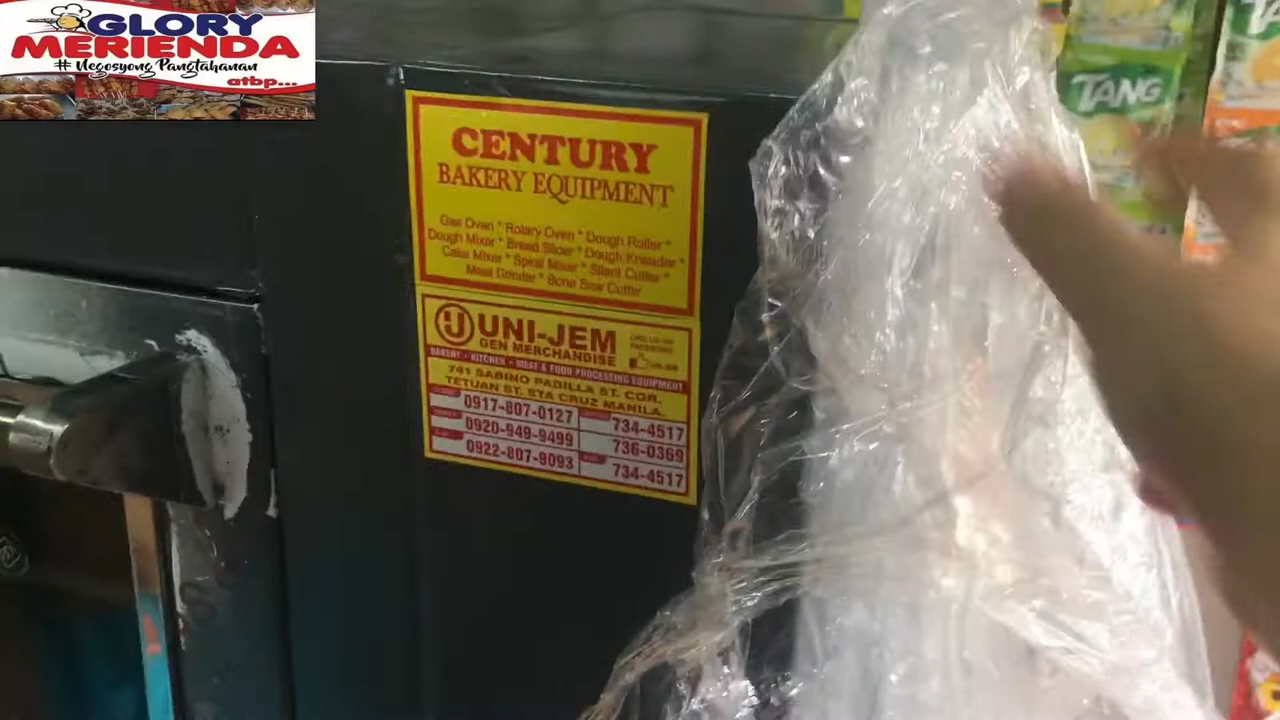 GLORY
MERIENDA
# Negosyong Pangtahanan
atbp...
TANG
CENTURY
BAKERY EQUIPMENT
Gas Oven * Rotary Oven * Dough Roller *
Dough Mixer * Bread Slicer * Dough Kneader *
Cake Mixer * Spiral Mixer * Silent Cutter *
Meat Grinder * Bone Saw Cutter
UNI-JEM
GEN MERCHANDISE
BAKERY • KITCHEN • MEAT & FOOD PROCESSING EQUIPMENT
741 SABINO PADILLA ST. COR.
TETUAN ST. STA CRUZ MANILA.
0917-807-0127 734-4517
0920-949-9499 736-0369
0922-807-9093 734-4517